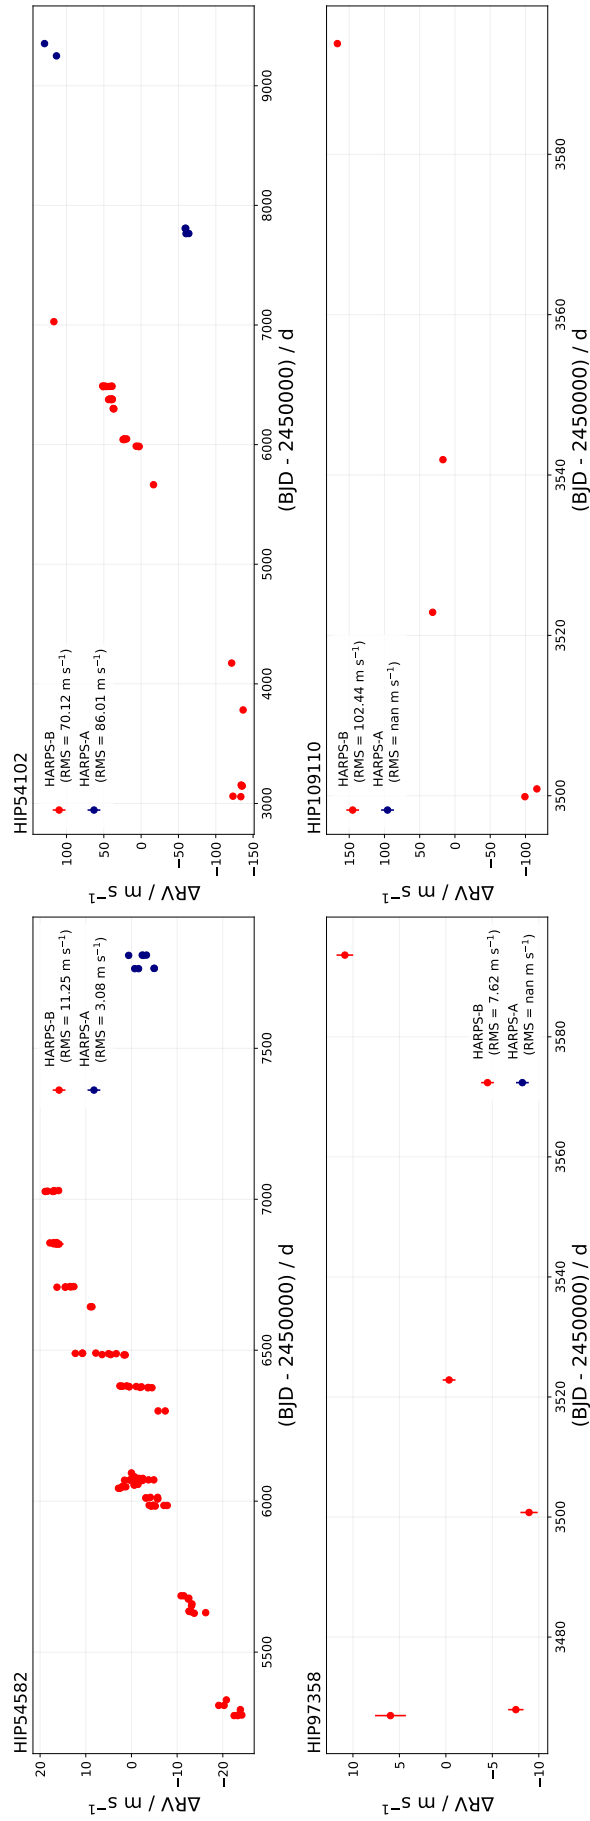 HIP54582
20
10
0
−10
−20
ΔRV / m s⁻¹
5500
6000
6500
7000
7500
(BJD - 2450000) / d
HARPS-B
(RMS = 11.25 m s⁻¹)
HARPS-A
(RMS = 3.08 m s⁻¹)
HIP54102
100
50
0
−50
−100
−150
ΔRV / m s⁻¹
3000
4000
5000
6000
7000
8000
9000
(BJD - 2450000) / d
HARPS-B
(RMS = 70.12 m s⁻¹)
HARPS-A
(RMS = 86.01 m s⁻¹)
HIP97358
10
5
0
−5
−10
ΔRV / m s⁻¹
3480
3500
3520
3540
3560
3580
(BJD - 2450000) / d
HARPS-B
(RMS = 7.62 m s⁻¹)
HARPS-A
(RMS = nan m s⁻¹)
HIP109110
150
100
50
0
−50
−100
ΔRV / m s⁻¹
3500
3520
3540
3560
3580
(BJD - 2450000) / d
HARPS-B
(RMS = 102.44 m s⁻¹)
HARPS-A
(RMS = nan m s⁻¹)